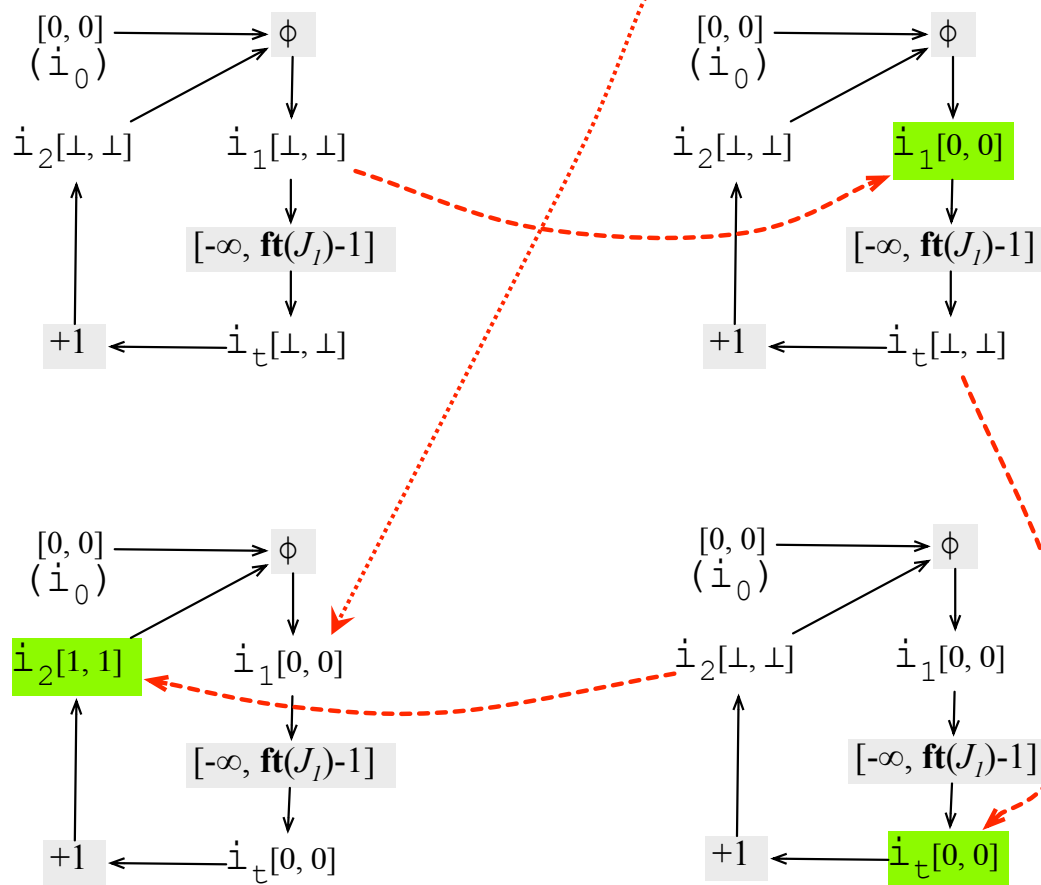 [0, 0] ϕ
(i₀)
i₂[⊥, ⊥] i₁[⊥, ⊥]
[-∞, ft(J₁)-1]
+1 iₜ[⊥, ⊥]
[0, 0] ϕ
(i₀)
i₂[⊥, ⊥] i₁[0, 0]
[-∞, ft(J₁)-1]
+1 iₜ[⊥, ⊥]
[0, 0] ϕ
(i₀)
i₂[1, 1] i₁[0, 0]
[-∞, ft(J₁)-1]
+1 iₜ[0, 0]
[0, 0] ϕ
(i₀)
i₂[⊥, ⊥] i₁[0, 0]
[-∞, ft(J₁)-1]
+1 iₜ[0, 0]